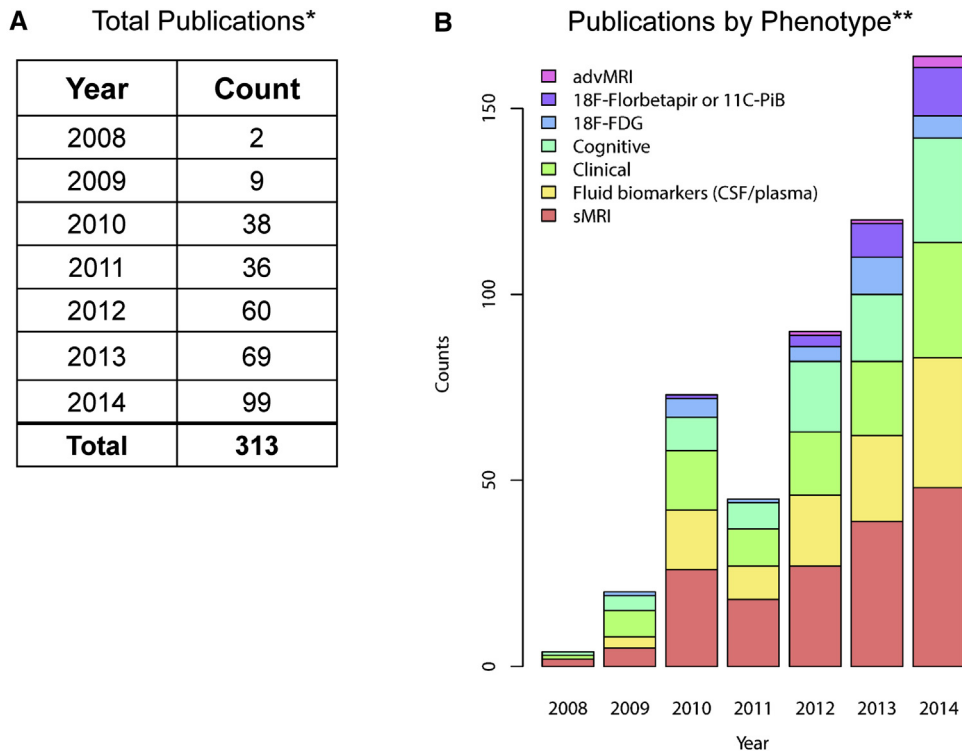 A Total Publications*
Year Count
2008 2
2009 9
2010 38
2011 36
2012 60
2013 69
2014 99
Total 313
B Publications by Phenotype**
advMRI
18F-Florbetapir or 11C-PiB
18F-FDG
Cognitive
Clinical
Fluid biomarkers (CSF/plasma)
sMRI
Counts
150
100
50
0
2008 2009 2010 2011 2012 2013 2014
Year